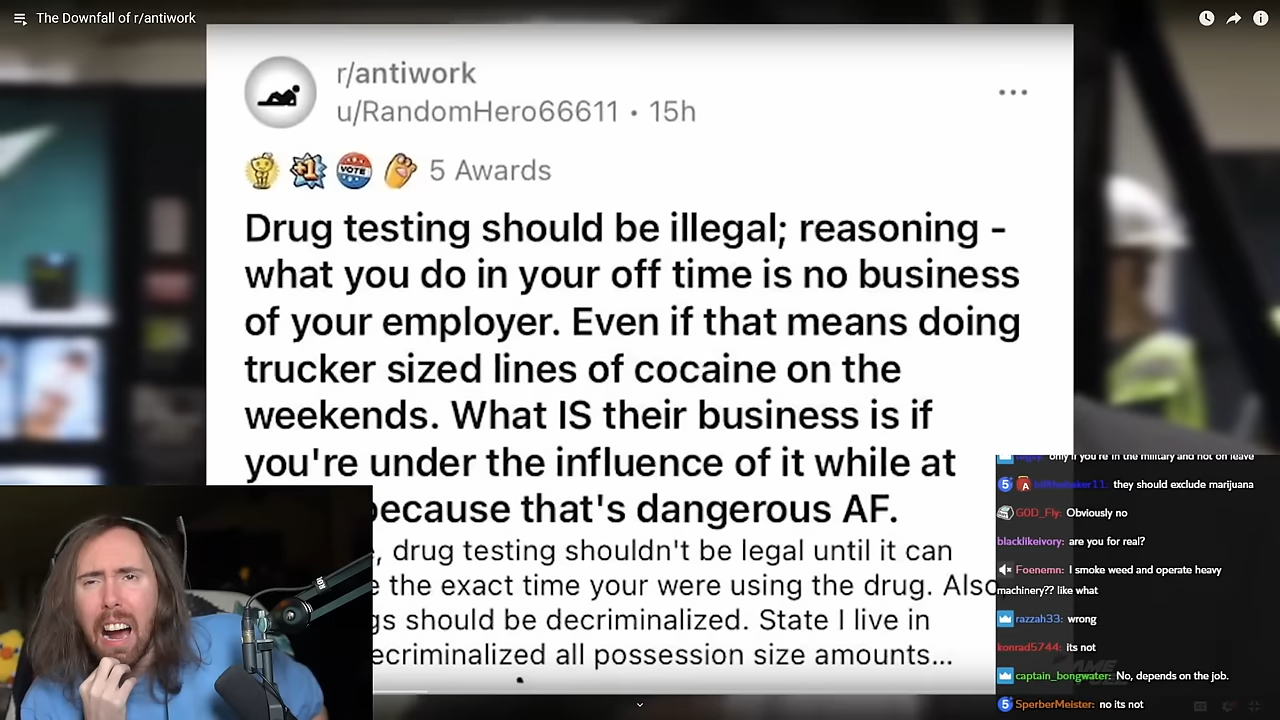 The Downfall of r/antiwork
r/antiwork
u/RandomHero66611 • 15h
+1
VOTE
5 Awards
Drug testing should be illegal; reasoning -
what you do in your off time is no business
of your employer. Even if that means doing
trucker sized lines of cocaine on the
weekends. What IS their business is if
you're under the influence of it while at
because that's dangerous AF.
, drug testing shouldn't be legal until it can
the exact time your were using the drug. Also
should be decriminalized. State I live in
decriminalized all possession size amounts...
only if you're in the military and not on leave
they should exclude marijuana
G0D_Fly: Obviously no
blacklikeivory: are you for real?
Foenemn: I smoke weed and operate heavy
machinery?? like what
razzah33: wrong
konrad5744: its not
captain_bongwater: No, depends on the job.
5 SperberMeister: no its not